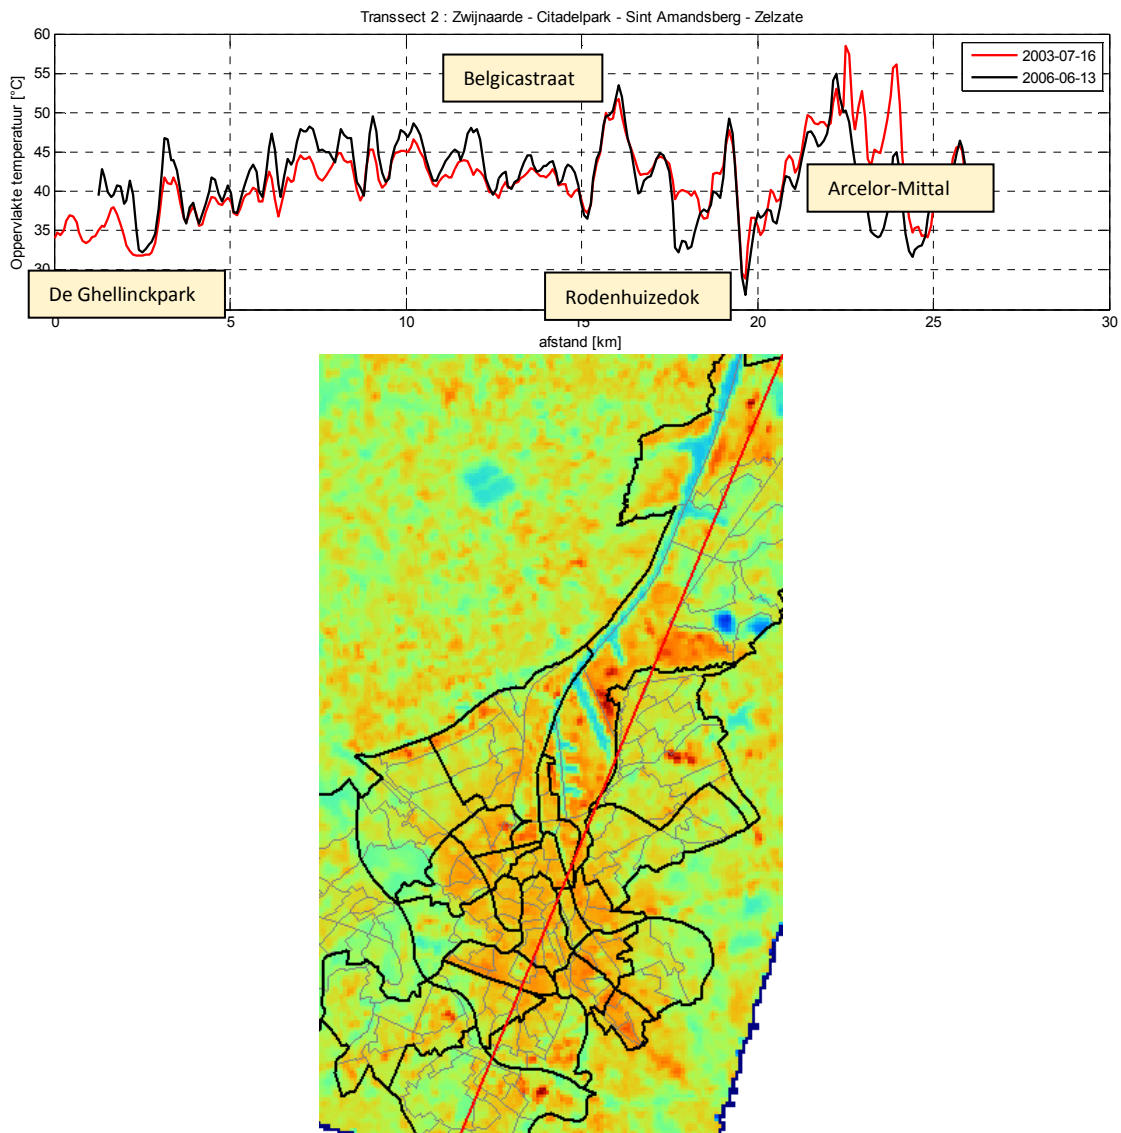 Transsect 2 : Zwijnaarde - Citadelpark - Sint Amandsberg - Zelzate
60
55
50
45
40
35
30
Oppervlakte temperatuur [°C]
2003-07-16
2006-06-13
Belgicastraat
Arcelor-Mittal
De Ghellinckpark
Rodenhuizedok
0 5 10 15 20 25 30
afstand [km]